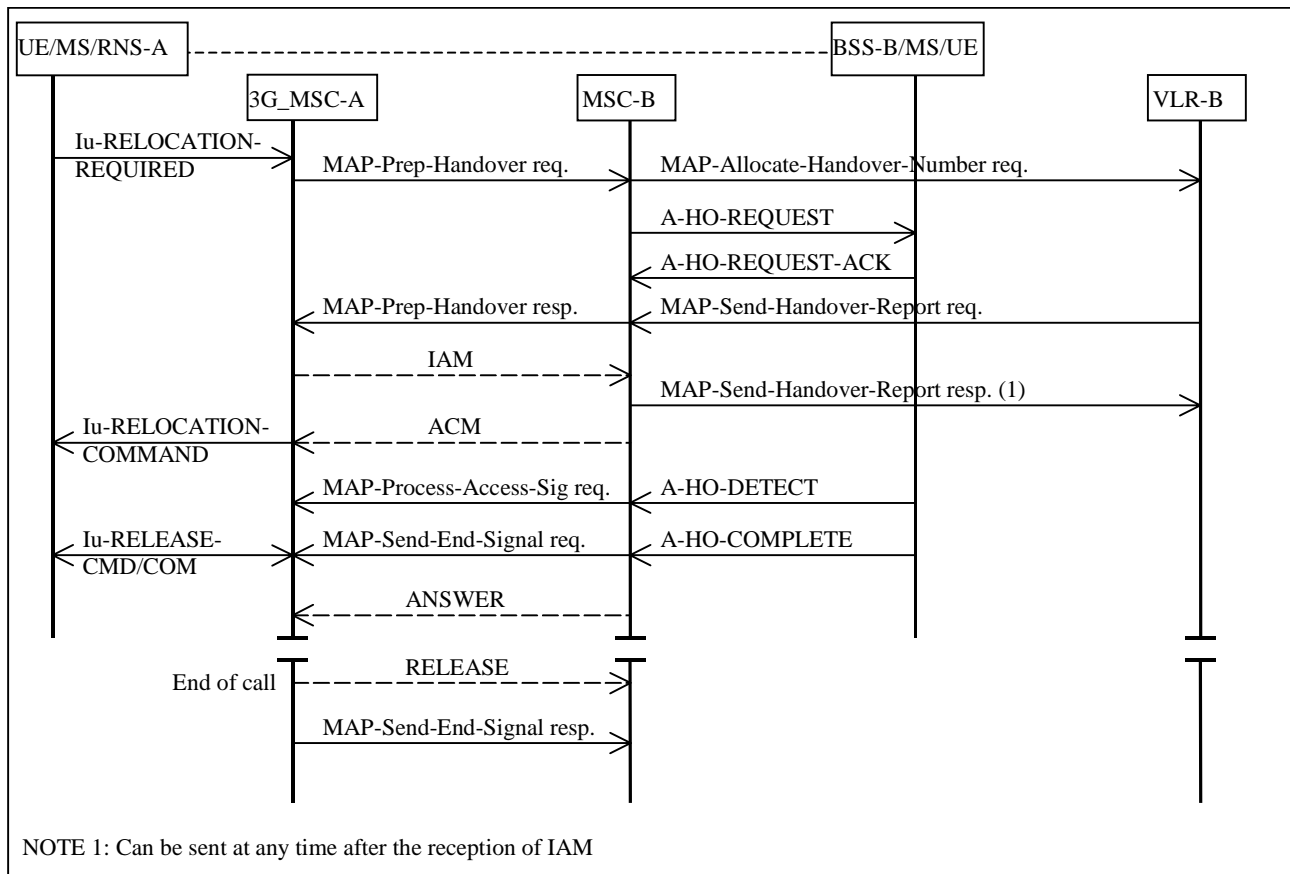 UE/MS/RNS-A
BSS-B/MS/UE
3G_MSC-A
MSC-B
VLR-B
Iu-RELOCATION-
REQUIRED
MAP-Prep-Handover req.
MAP-Allocate-Handover-Number req.
A-HO-REQUEST
A-HO-REQUEST-ACK
MAP-Prep-Handover resp.
MAP-Send-Handover-Report req.
IAM
MAP-Send-Handover-Report resp. (1)
Iu-RELOCATION-
COMMAND
ACM
MAP-Process-Access-Sig req.
A-HO-DETECT
Iu-RELEASE-
CMD/COM
MAP-Send-End-Signal req.
A-HO-COMPLETE
ANSWER
End of call
RELEASE
MAP-Send-End-Signal resp.
NOTE 1: Can be sent at any time after the reception of IAM